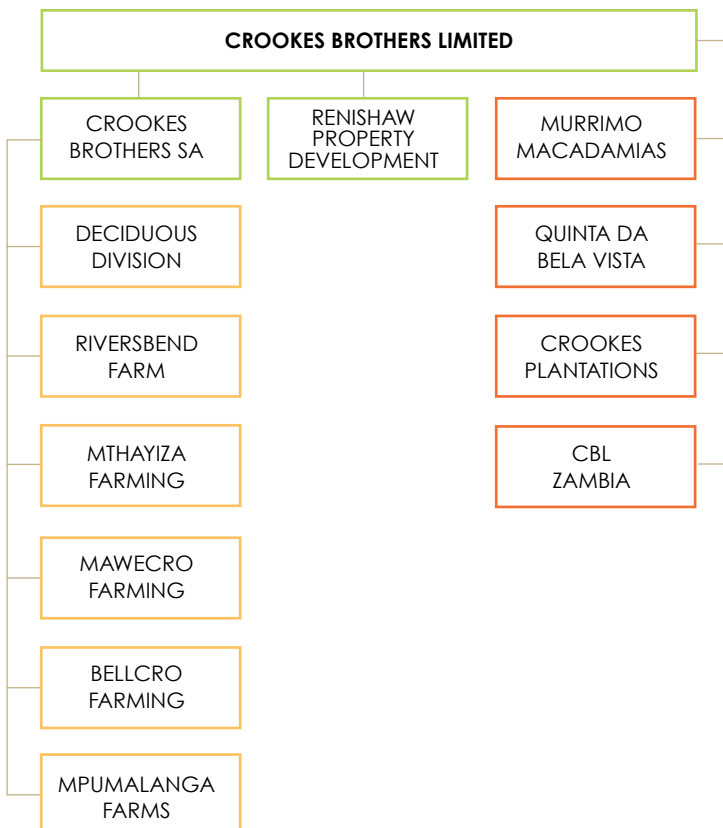 CROOKES BROTHERS LIMITED
CROOKES
BROTHERS SA
RENISHAW
PROPERTY
DEVELOPMENT
MURRIMO
MACADAMIAS
DECIDUOUS
DIVISION
QUINTA DA
BELA VISTA
RIVERSBEND
FARM
CROOKES
PLANTATIONS
MTHAYIZA
FARMING
CBL
ZAMBIA
MAWECRO
FARMING
BELLCRO
FARMING
MPUMALANGA
FARMS